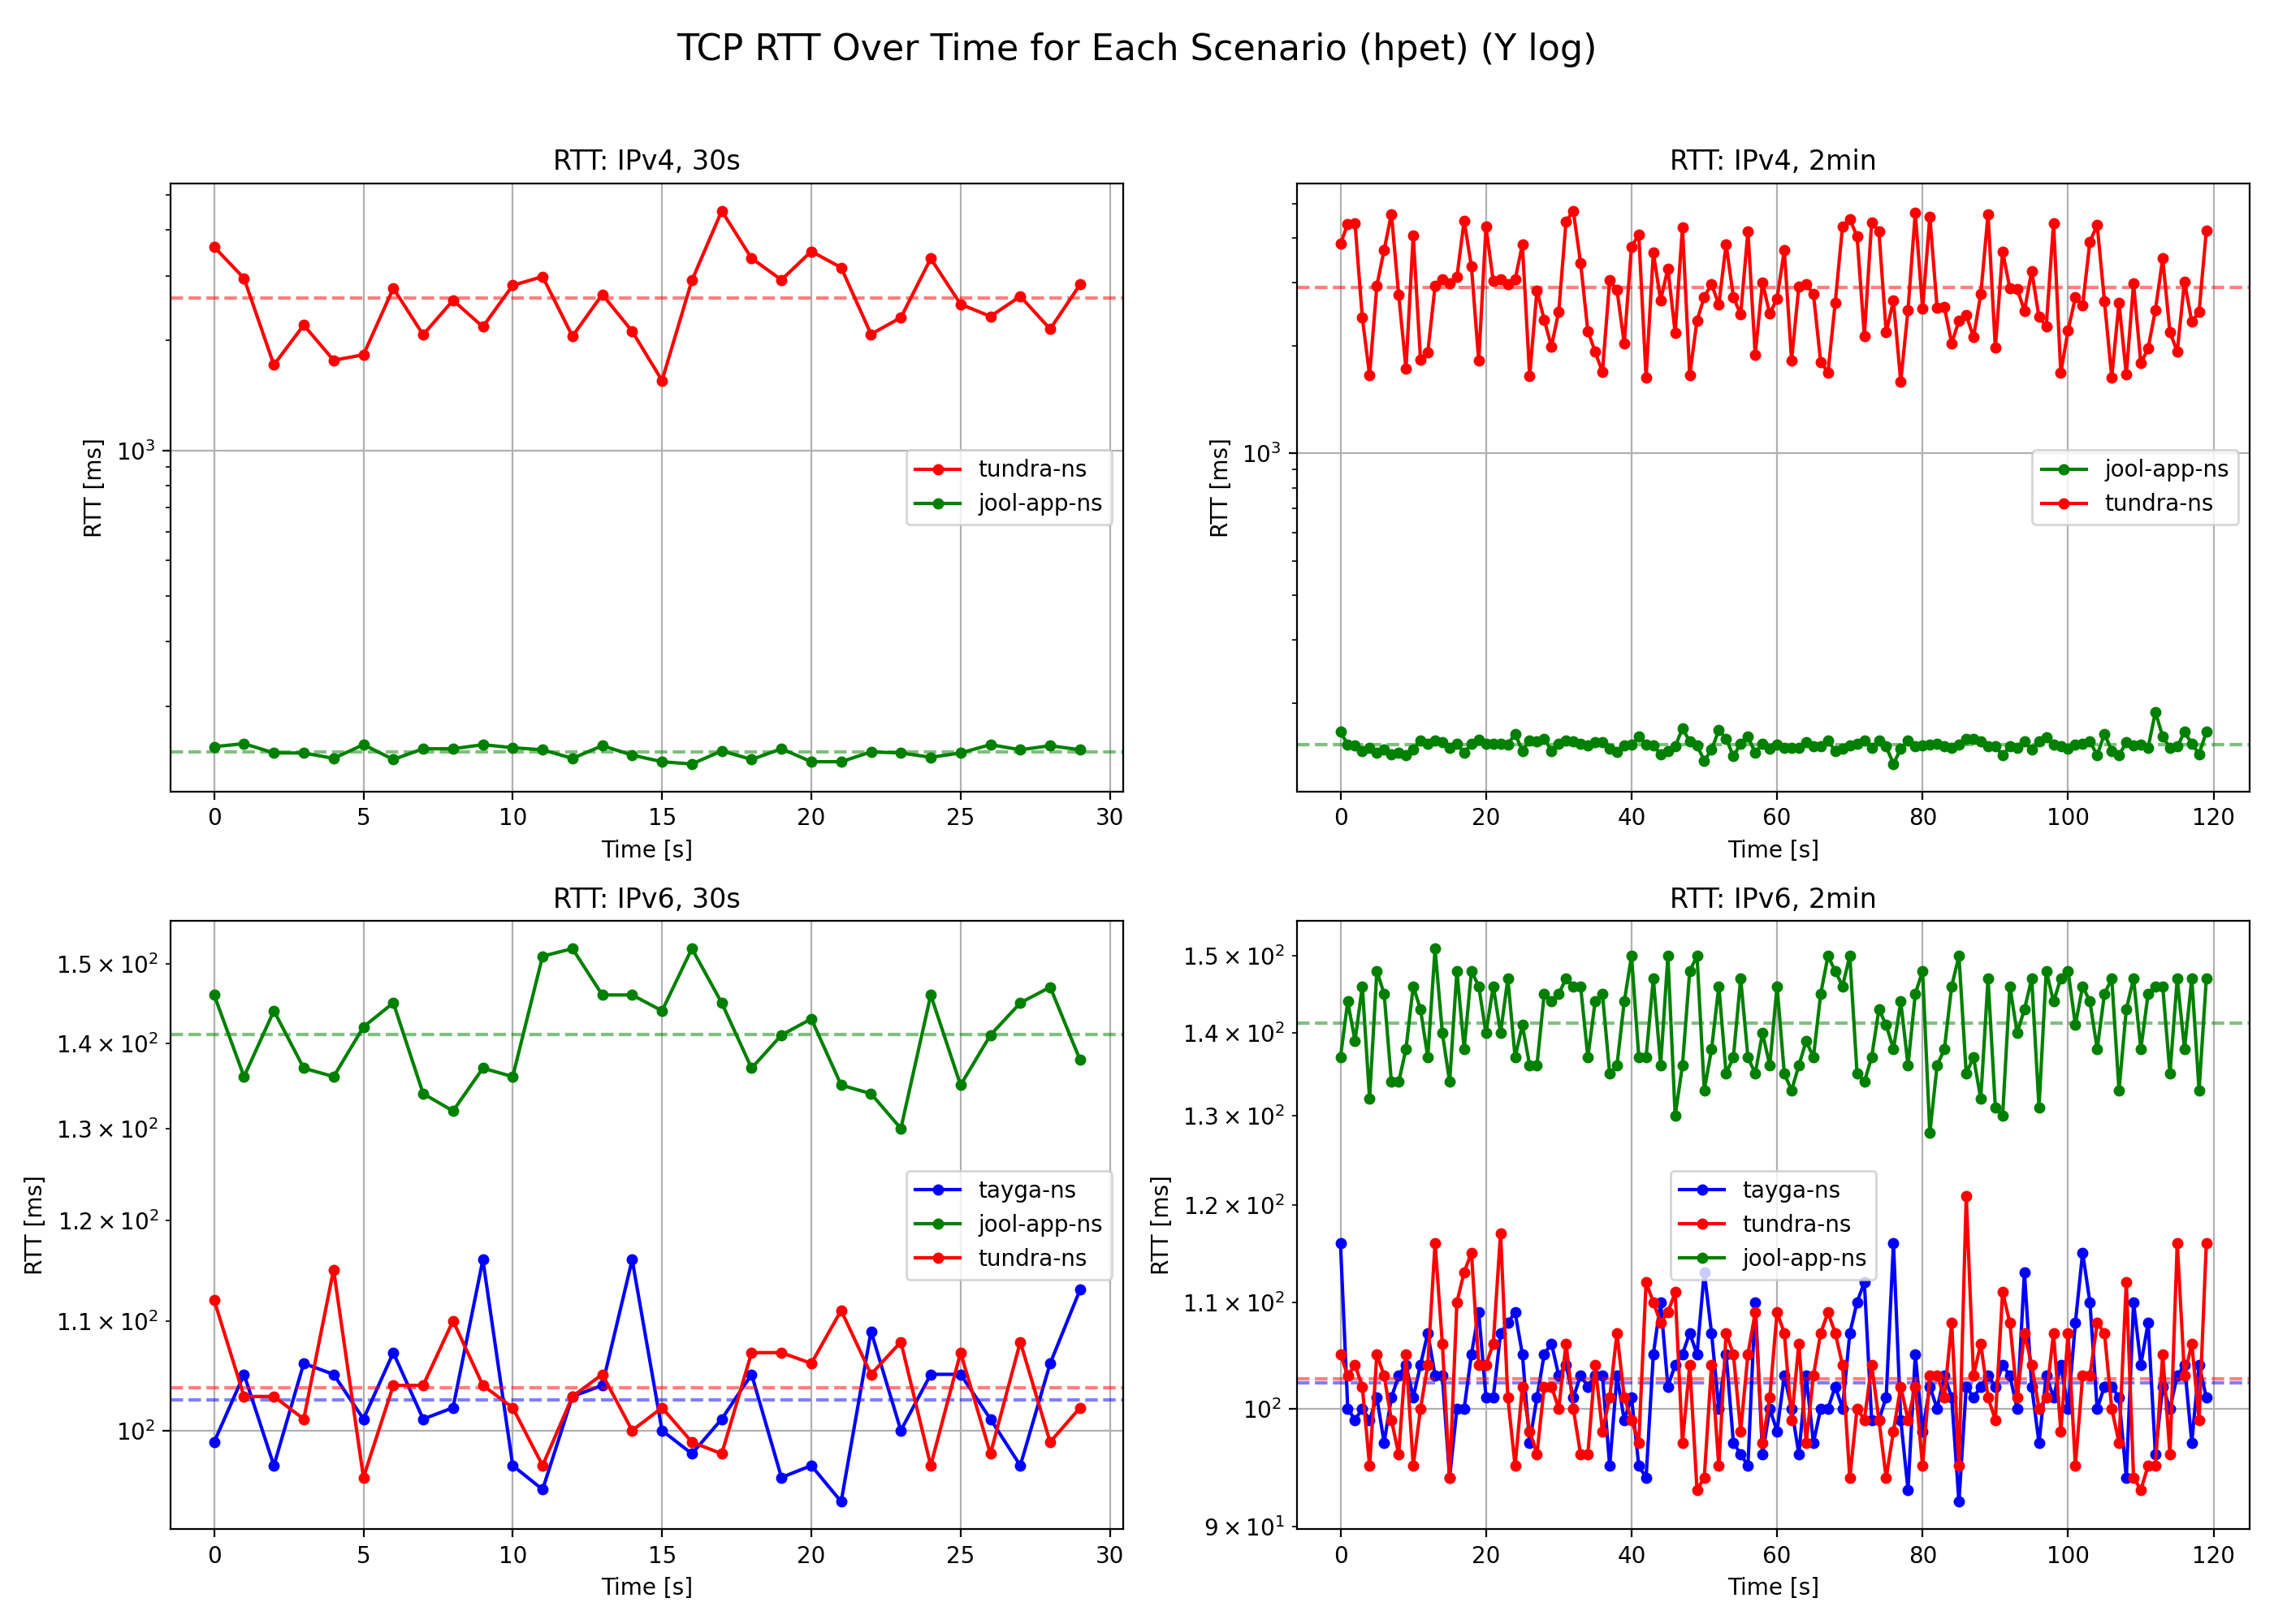 TCP RTT Over Time for Each Scenario (hpet) (Y log)
RTT: IPv4, 30s
RTT [ms]
10³
tundra-ns
jool-app-ns
0 5 10 15 20 25 30
Time [s]
RTT: IPv4, 2min
RTT [ms]
10³
jool-app-ns
tundra-ns
0 20 40 60 80 100 120
Time [s]
RTT: IPv6, 30s
RTT [ms]
1.5 × 10²
1.4 × 10²
1.3 × 10²
1.2 × 10²
1.1 × 10²
10²
tayga-ns
jool-app-ns
tundra-ns
0 5 10 15 20 25 30
Time [s]
RTT: IPv6, 2min
RTT [ms]
1.5 × 10²
1.4 × 10²
1.3 × 10²
1.2 × 10²
1.1 × 10²
10²
9 × 10¹
tayga-ns
tundra-ns
jool-app-ns
0 20 40 60 80 100 120
Time [s]